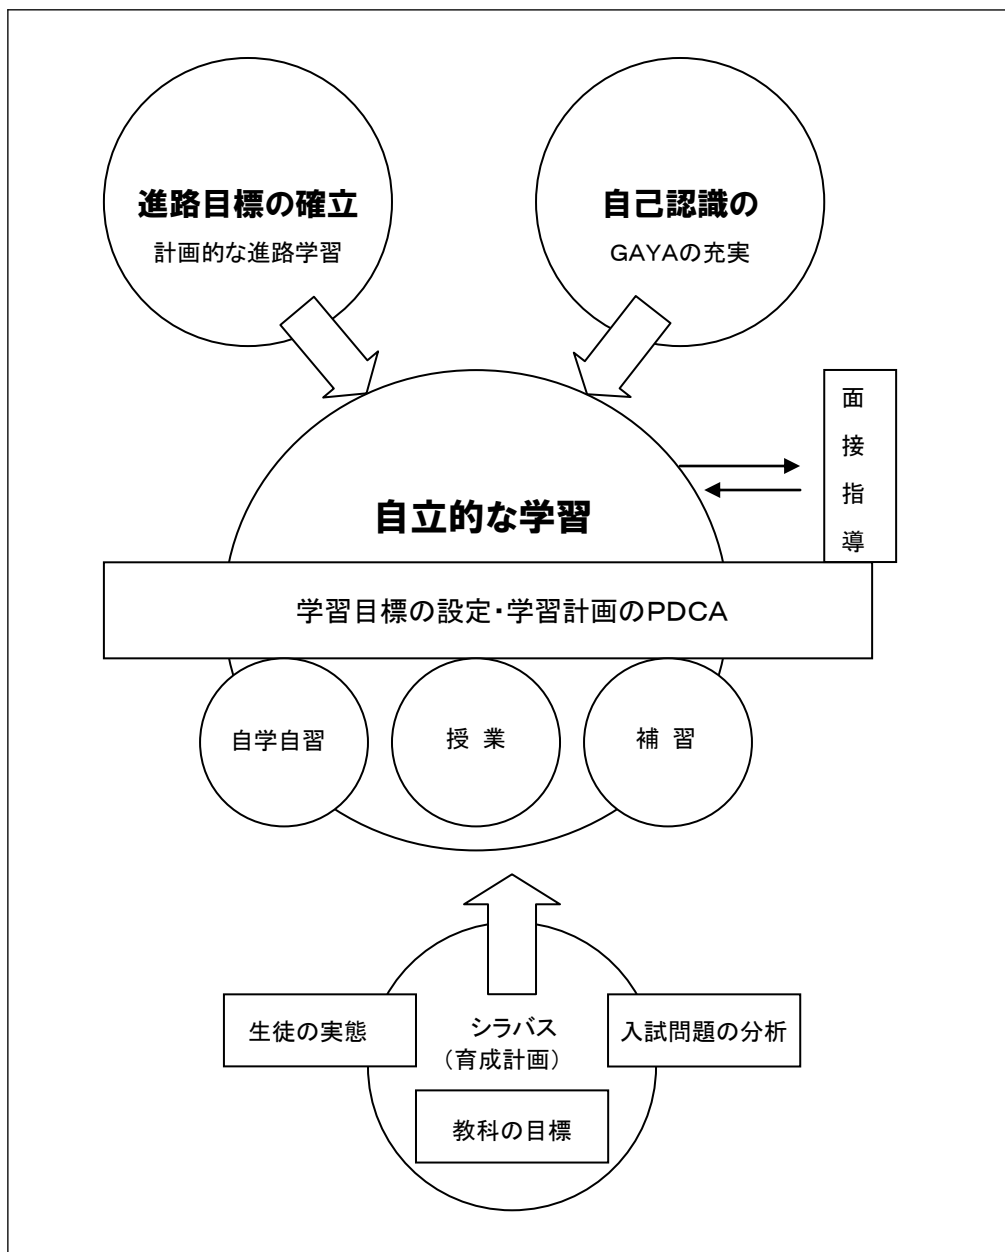 進路目標の確立
計画的な進路学習
自己認識の
GAYAの充実
面
接
指
導
自立的な学習
学習目標の設定・学習計画のPDCA
自学自習
授 業
補 習
生徒の実態
シラバス
(育成計画)
入試問題の分析
教科の目標